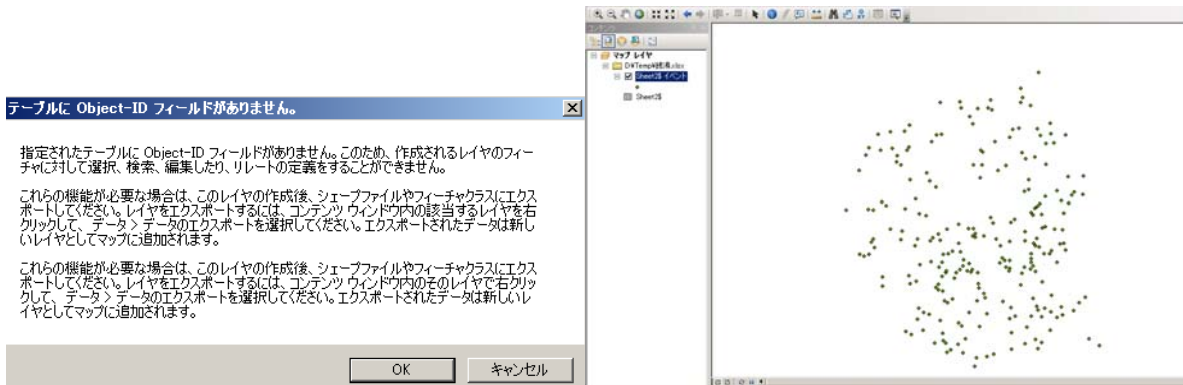 テーブルに Object-ID フィールドがありません。
指定されたテーブルに Object-ID フィールドがありません。このため、作成されるレイヤのフィー
チャに対して選択、検索、編集したり、リレートの定義をすることができません。
これらの機能が必要な場合は、このレイヤの作成後、シェープファイルやフィーチャクラスにエクス
ポートしてください。レイヤをエクスポートするには、コンテンツ ウィンドウ内の該当するレイヤを右
クリックして、データ > データのエクスポートを選択してください。エクスポートされたデータは新し
いレイヤとしてマップに追加されます。
これらの機能が必要な場合は、このレイヤの作成後、シェープファイルやフィーチャクラスにエクス
ポートしてください。レイヤをエクスポートするには、コンテンツ ウィンドウ内のそのレイヤで右クリッ
クして、データ > データのエクスポートを選択してください。エクスポートされたデータは新しいレ
イヤとしてマップに追加されます。
OK
キャンセル
マップ レイヤ
Sheet2$ イベント
Sheet2$